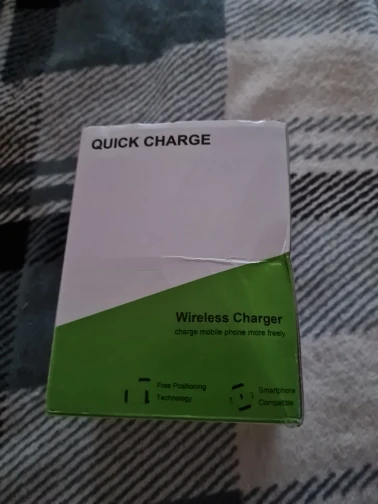 QUICK CHARGE
Wireless Charger
charge mobile phone more freely
Free Positioning
Technology
Smartphone
Compatible